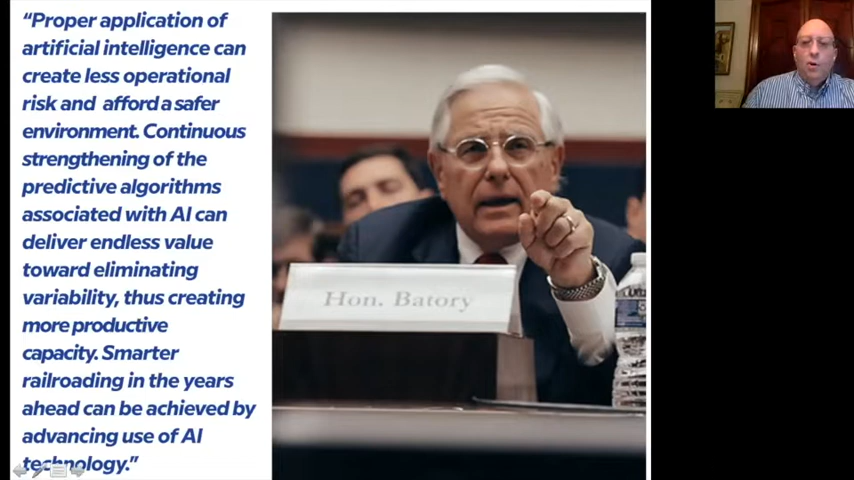 “Proper application of
artificial intelligence can
create less operational
risk and afford a safer
environment. Continuous
strengthening of the
predictive algorithms
associated with AI can
deliver endless value
toward eliminating
variability, thus creating
more productive
capacity. Smarter
railroading in the years
ahead can be achieved by
advancing use of AI
technology.”
Hon. Batory